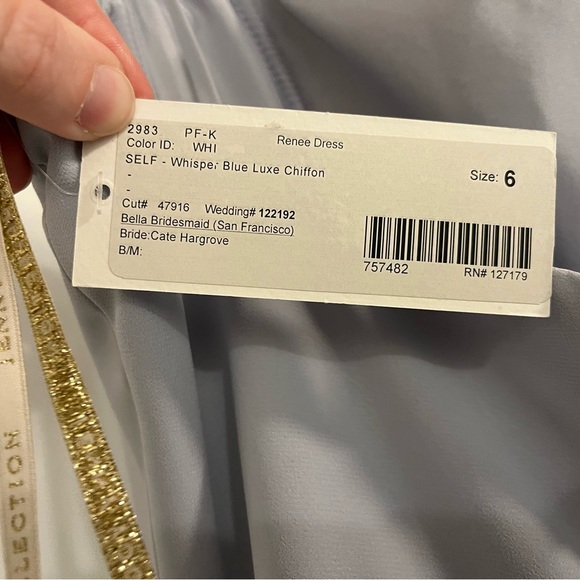 2983 PF-K Renee Dress
Color ID: WHI
SELF - Whisper Blue Luxe Chiffon
-
-
Size: 6
Cut# 47916 Wedding# 122192
Bella Bridesmaid (San Francisco)
Bride:Cate Hargrove
B/M:
757482 RN# 127179